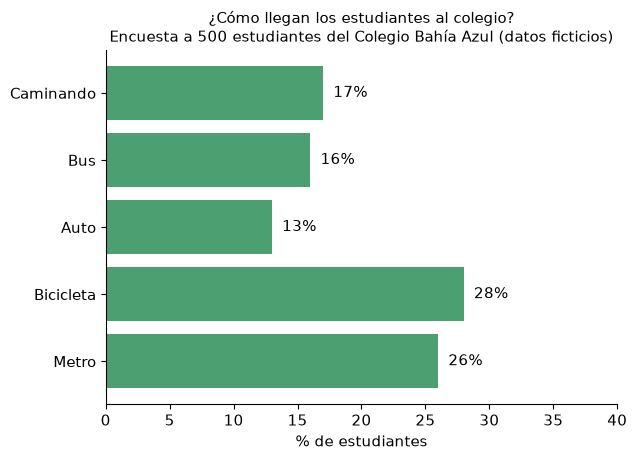 ¿Cómo llegan los estudiantes al colegio?
Encuesta a 500 estudiantes del Colegio Bahía Azul (datos ficticios)
Caminando 17%
Bus 16%
Auto 13%
Bicicleta 28%
Metro 26%
0 5 10 15 20 25 30 35 40
% de estudiantes